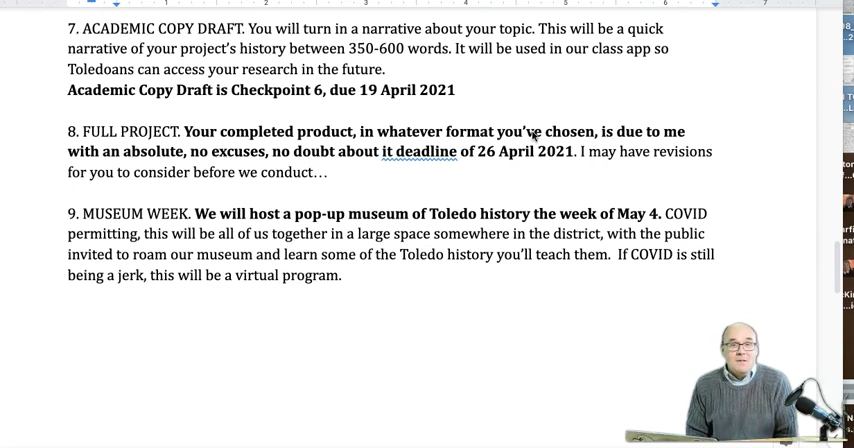 1 2 3 4 5 6 7
7. ACADEMIC COPY DRAFT. You will turn in a narrative about your topic. This will be a quick
narrative of your project's history between 350-600 words. It will be used in our class app so
Toledoans can access your research in the future.
Academic Copy Draft is Checkpoint 6, due 19 April 2021
8. FULL PROJECT. Your completed product, in whatever format you've chosen, is due to me
with an absolute, no excuses, no doubt about it deadline of 26 April 2021. I may have revisions
for you to consider before we conduct…
9. MUSEUM WEEK. We will host a pop-up museum of Toledo history the week of May 4. COVID
permitting, this will be all of us together in a large space somewhere in the district, with the public
invited to roam our museum and learn some of the Toledo history you'll teach them.  If COVID is still
being a jerk, this will be a virtual program.